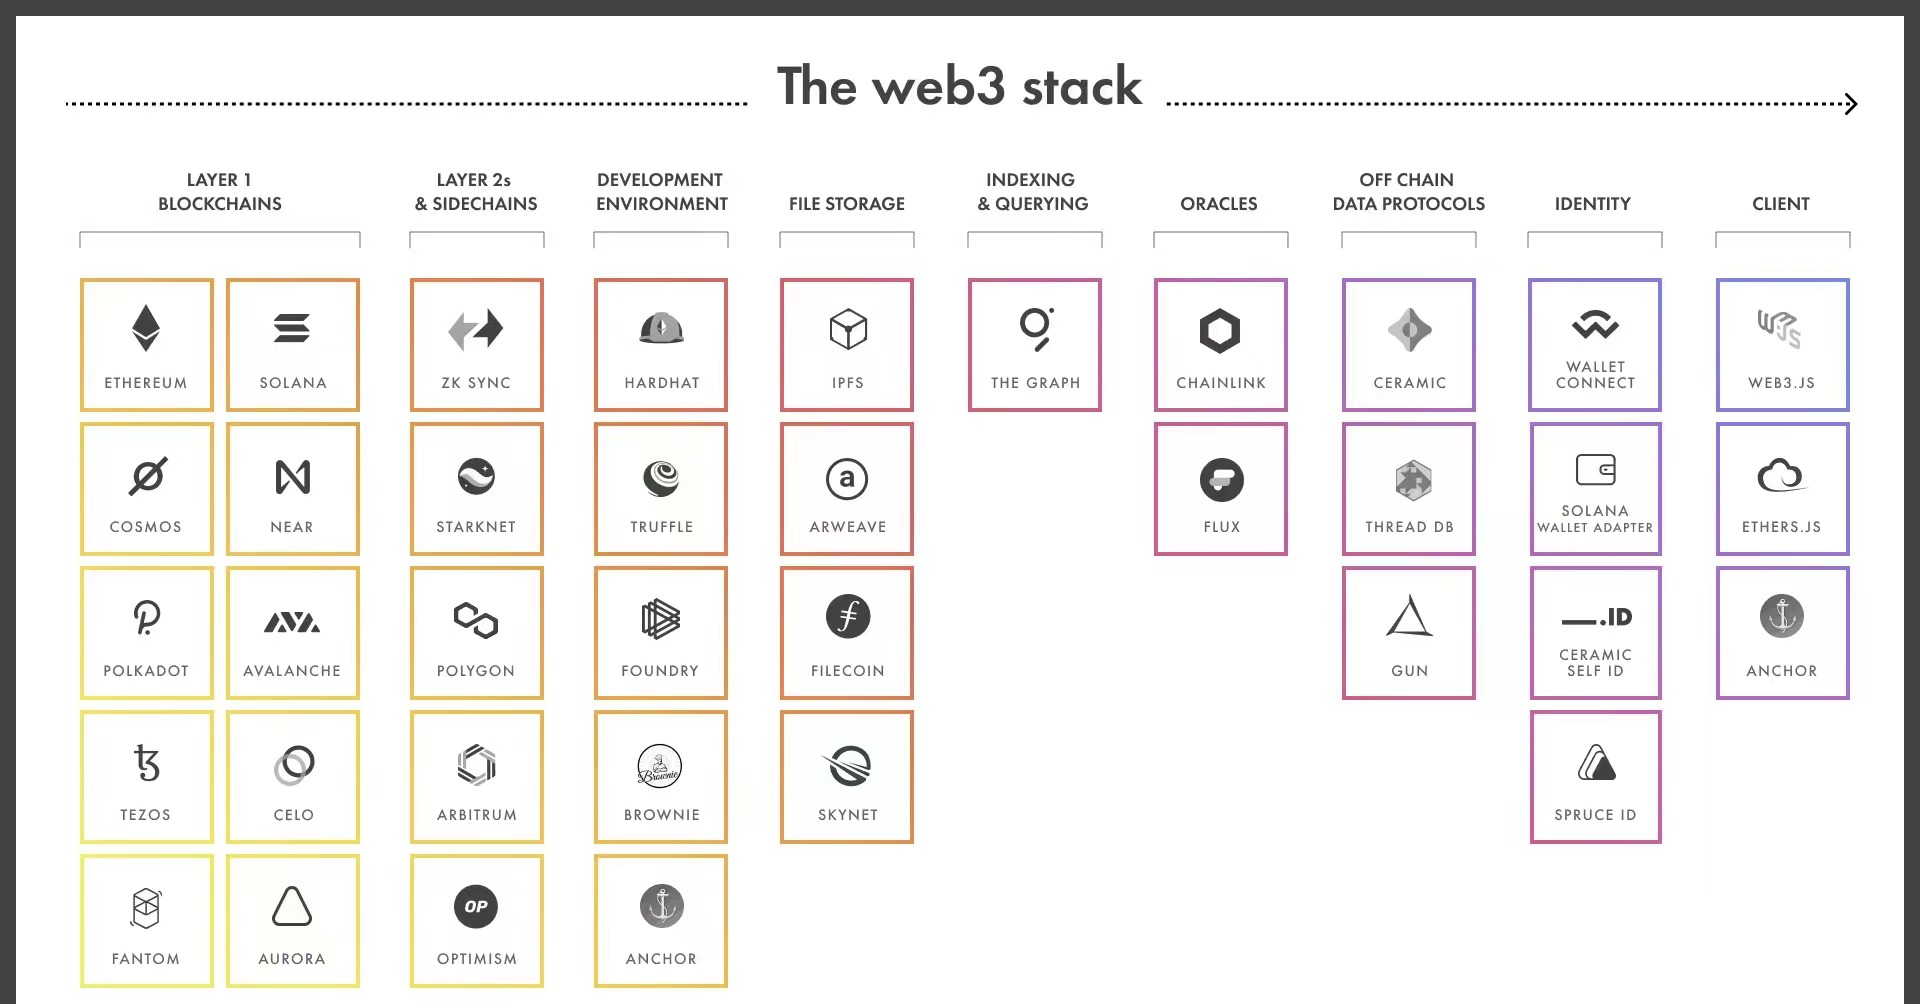 The web3 stack
LAYER 1
BLOCKCHAINS
LAYER 2s
& SIDECHAINS
DEVELOPMENT
ENVIRONMENT
FILE STORAGE
INDEXING
& QUERYING
ORACLES
OFF CHAIN
DATA PROTOCOLS
IDENTITY
CLIENT
ETHEREUM
SOLANA
ZK SYNC
HARDHAT
IPFS
THE GRAPH
CHAINLINK
CERAMIC
WALLET
CONNECT
W3JS
WEB3.JS
COSMOS
NEAR
STARKNET
TRUFFLE
a
ARWEAVE
FLUX
THREAD DB
SOLANA
WALLET ADAPTER
ETHERS.JS
POLKADOT
AVALANCHE
POLYGON
FOUNDRY
FILECOIN
GUN
.ID
CERAMIC
SELF ID
ANCHOR
TEZOS
CELO
ARBITRUM
Brownie
BROWNIE
SKYNET
SPRUCE ID
FANTOM
AURORA
OP
OPTIMISM
ANCHOR